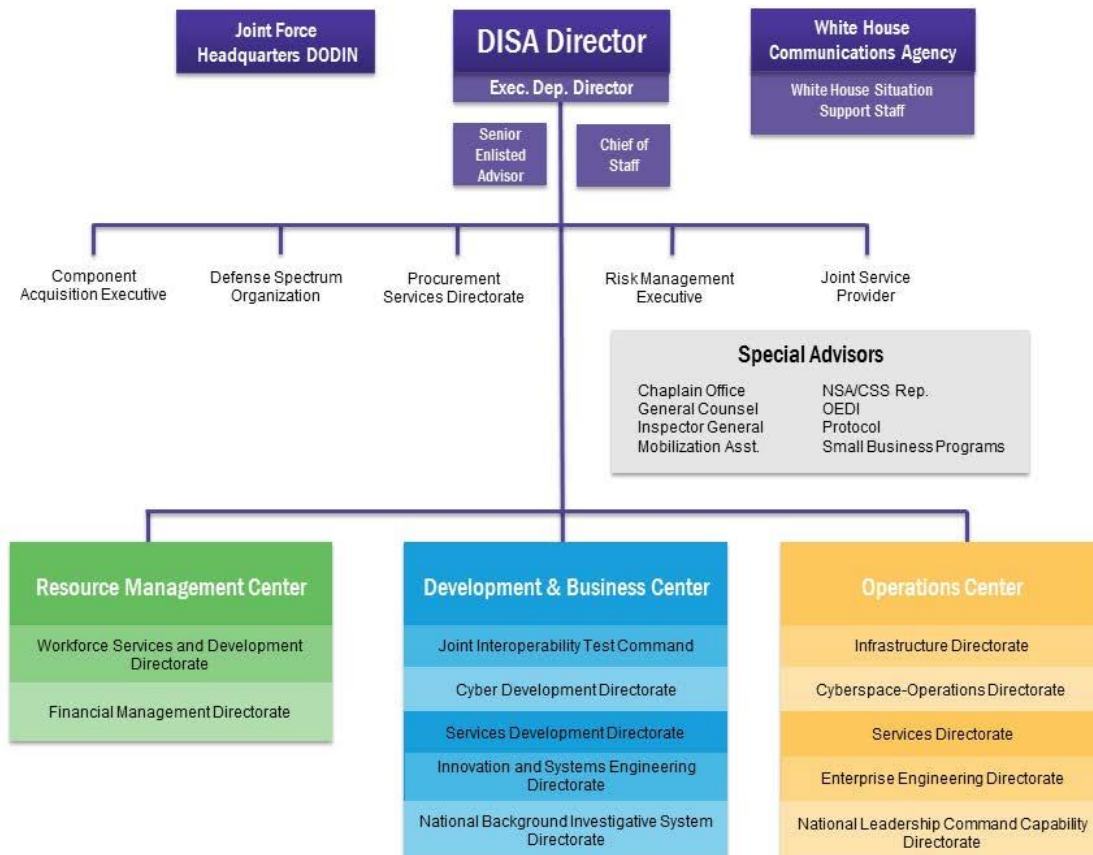 Joint Force
Headquarters DODIN
DISA Director
Exec. Dep. Director
White House
Communications Agency
White House Situation
Support Staff
Senior
Enlisted
Advisor
Chief of
Staff
Component
Acquisition Executive
Defense Spectrum
Organization
Procurement
Services Directorate
Risk Management
Executive
Joint Service
Provider
Special Advisors
Chaplain Office
General Counsel
Inspector General
Mobilization Asst.
NSA/CSS Rep.
OEDI
Protocol
Small Business Programs
Resource Management Center
Workforce Services and Development
Directorate
Financial Management Directorate
Development & Business Center
Joint Interoperability Test Command
Cyber Development Directorate
Services Development Directorate
Innovation and Systems Engineering
Directorate
National Background Investigative System
Directorate
Operations Center
Infrastructure Directorate
Cyberspace-Operations Directorate
Services Directorate
Enterprise Engineering Directorate
National Leadership Command Capability
Directorate